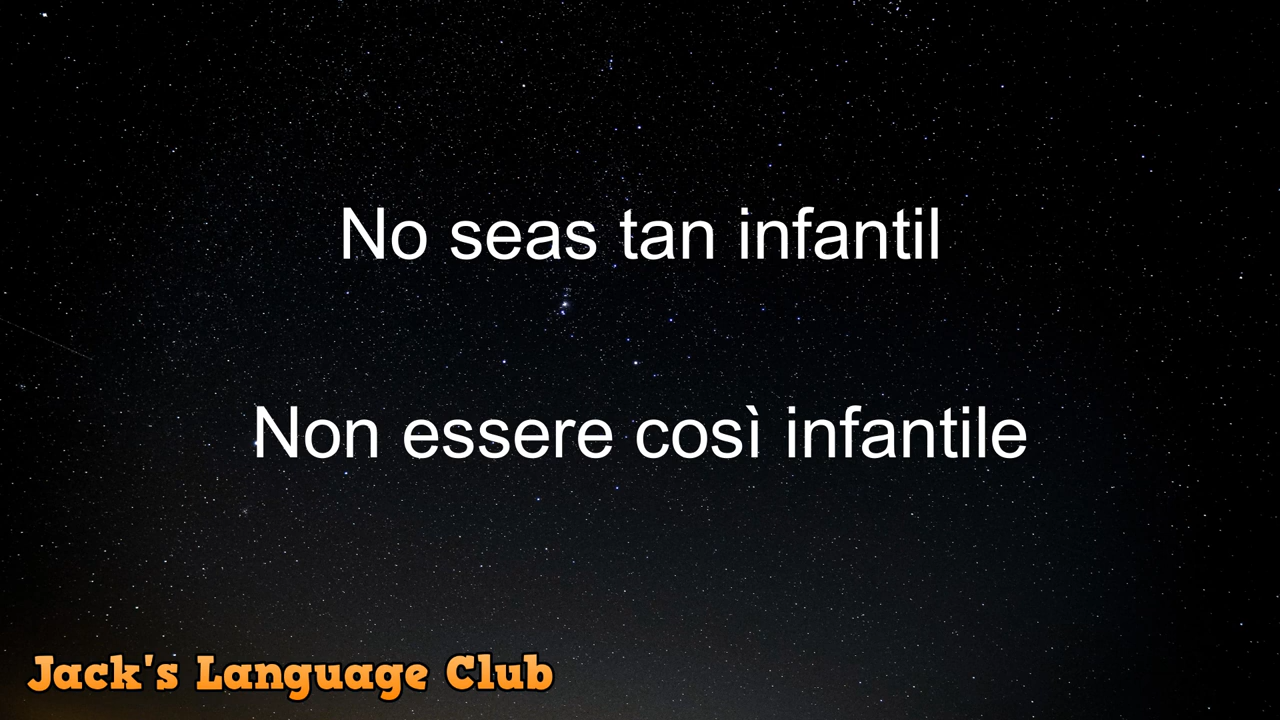 No seas tan infantil
Non essere così infantile
Jack's Language Club